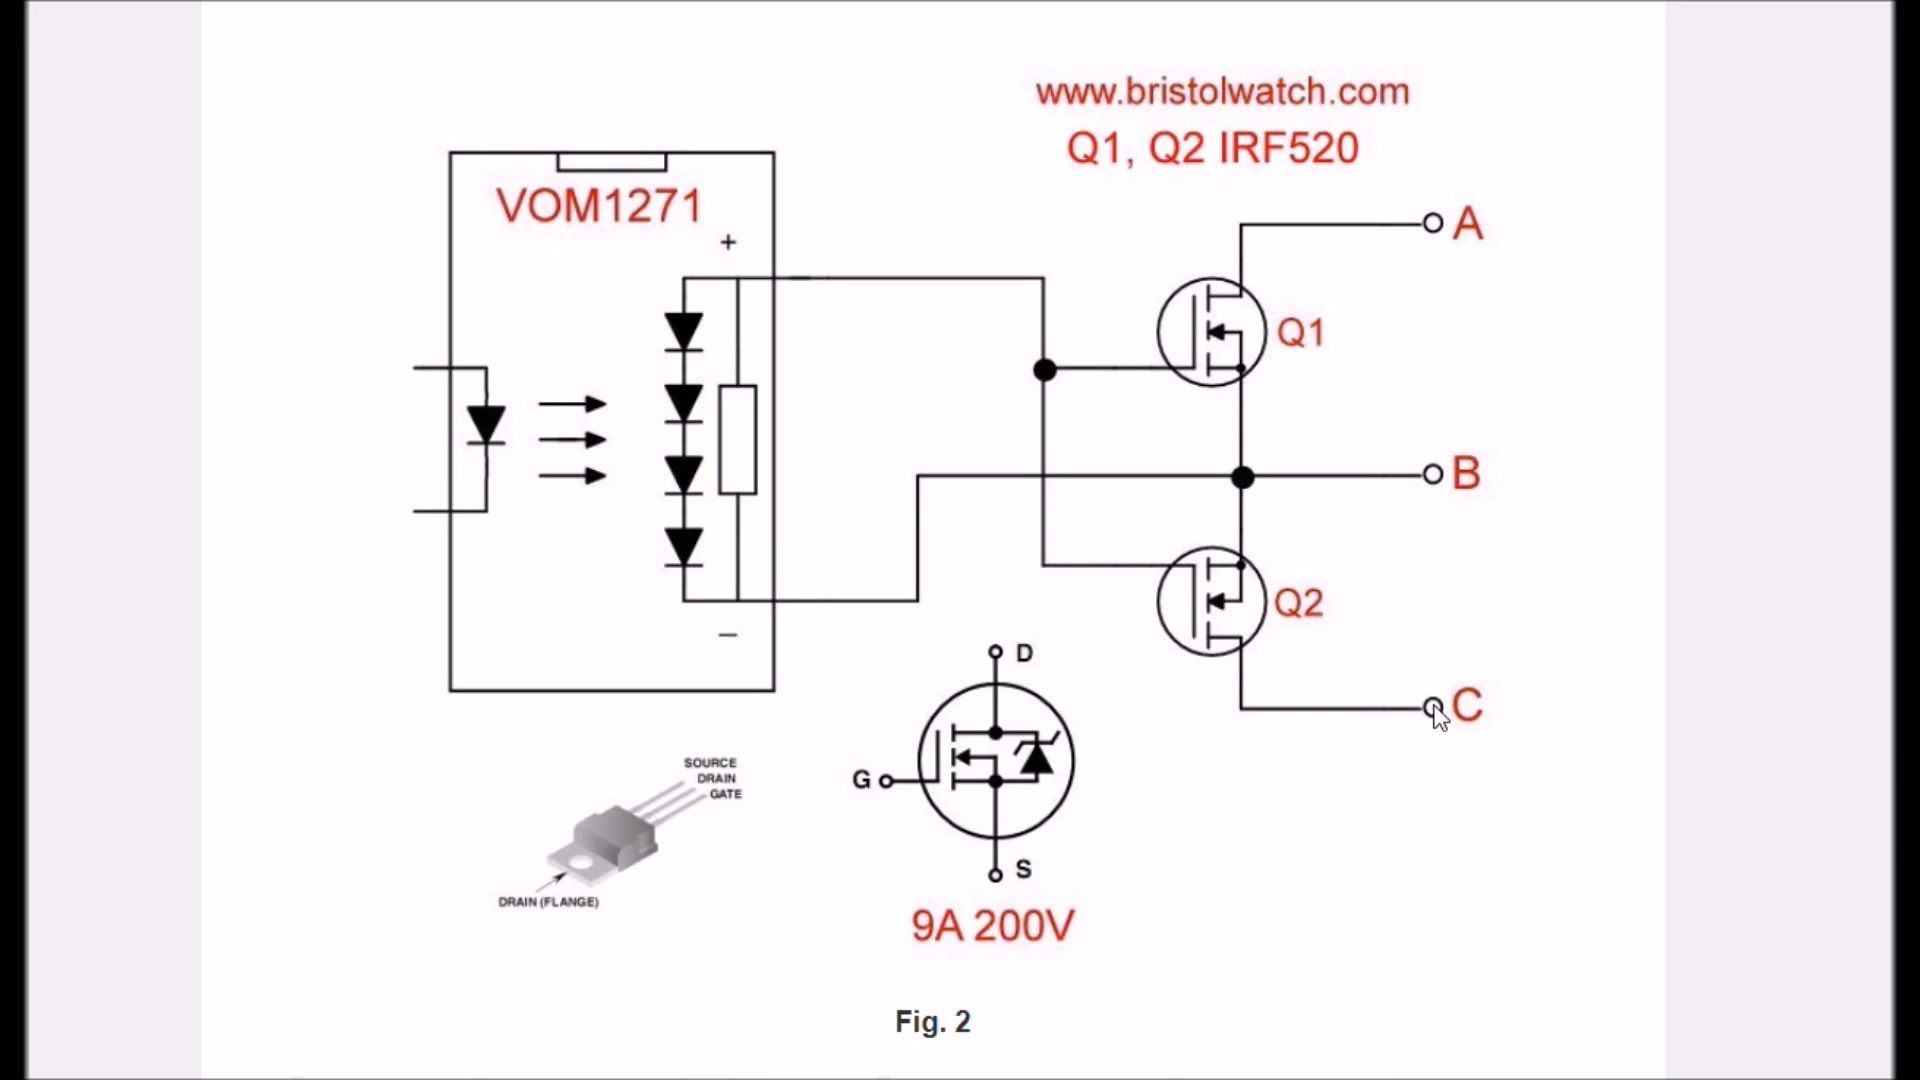 www.bristolwatch.com
Q1, Q2 IRF520
VOM1271
+
A
Q1
B
Q2
–
D
C
G
S
SOURCE
DRAIN
GATE
DRAIN (FLANGE)
9A 200V
Fig. 2